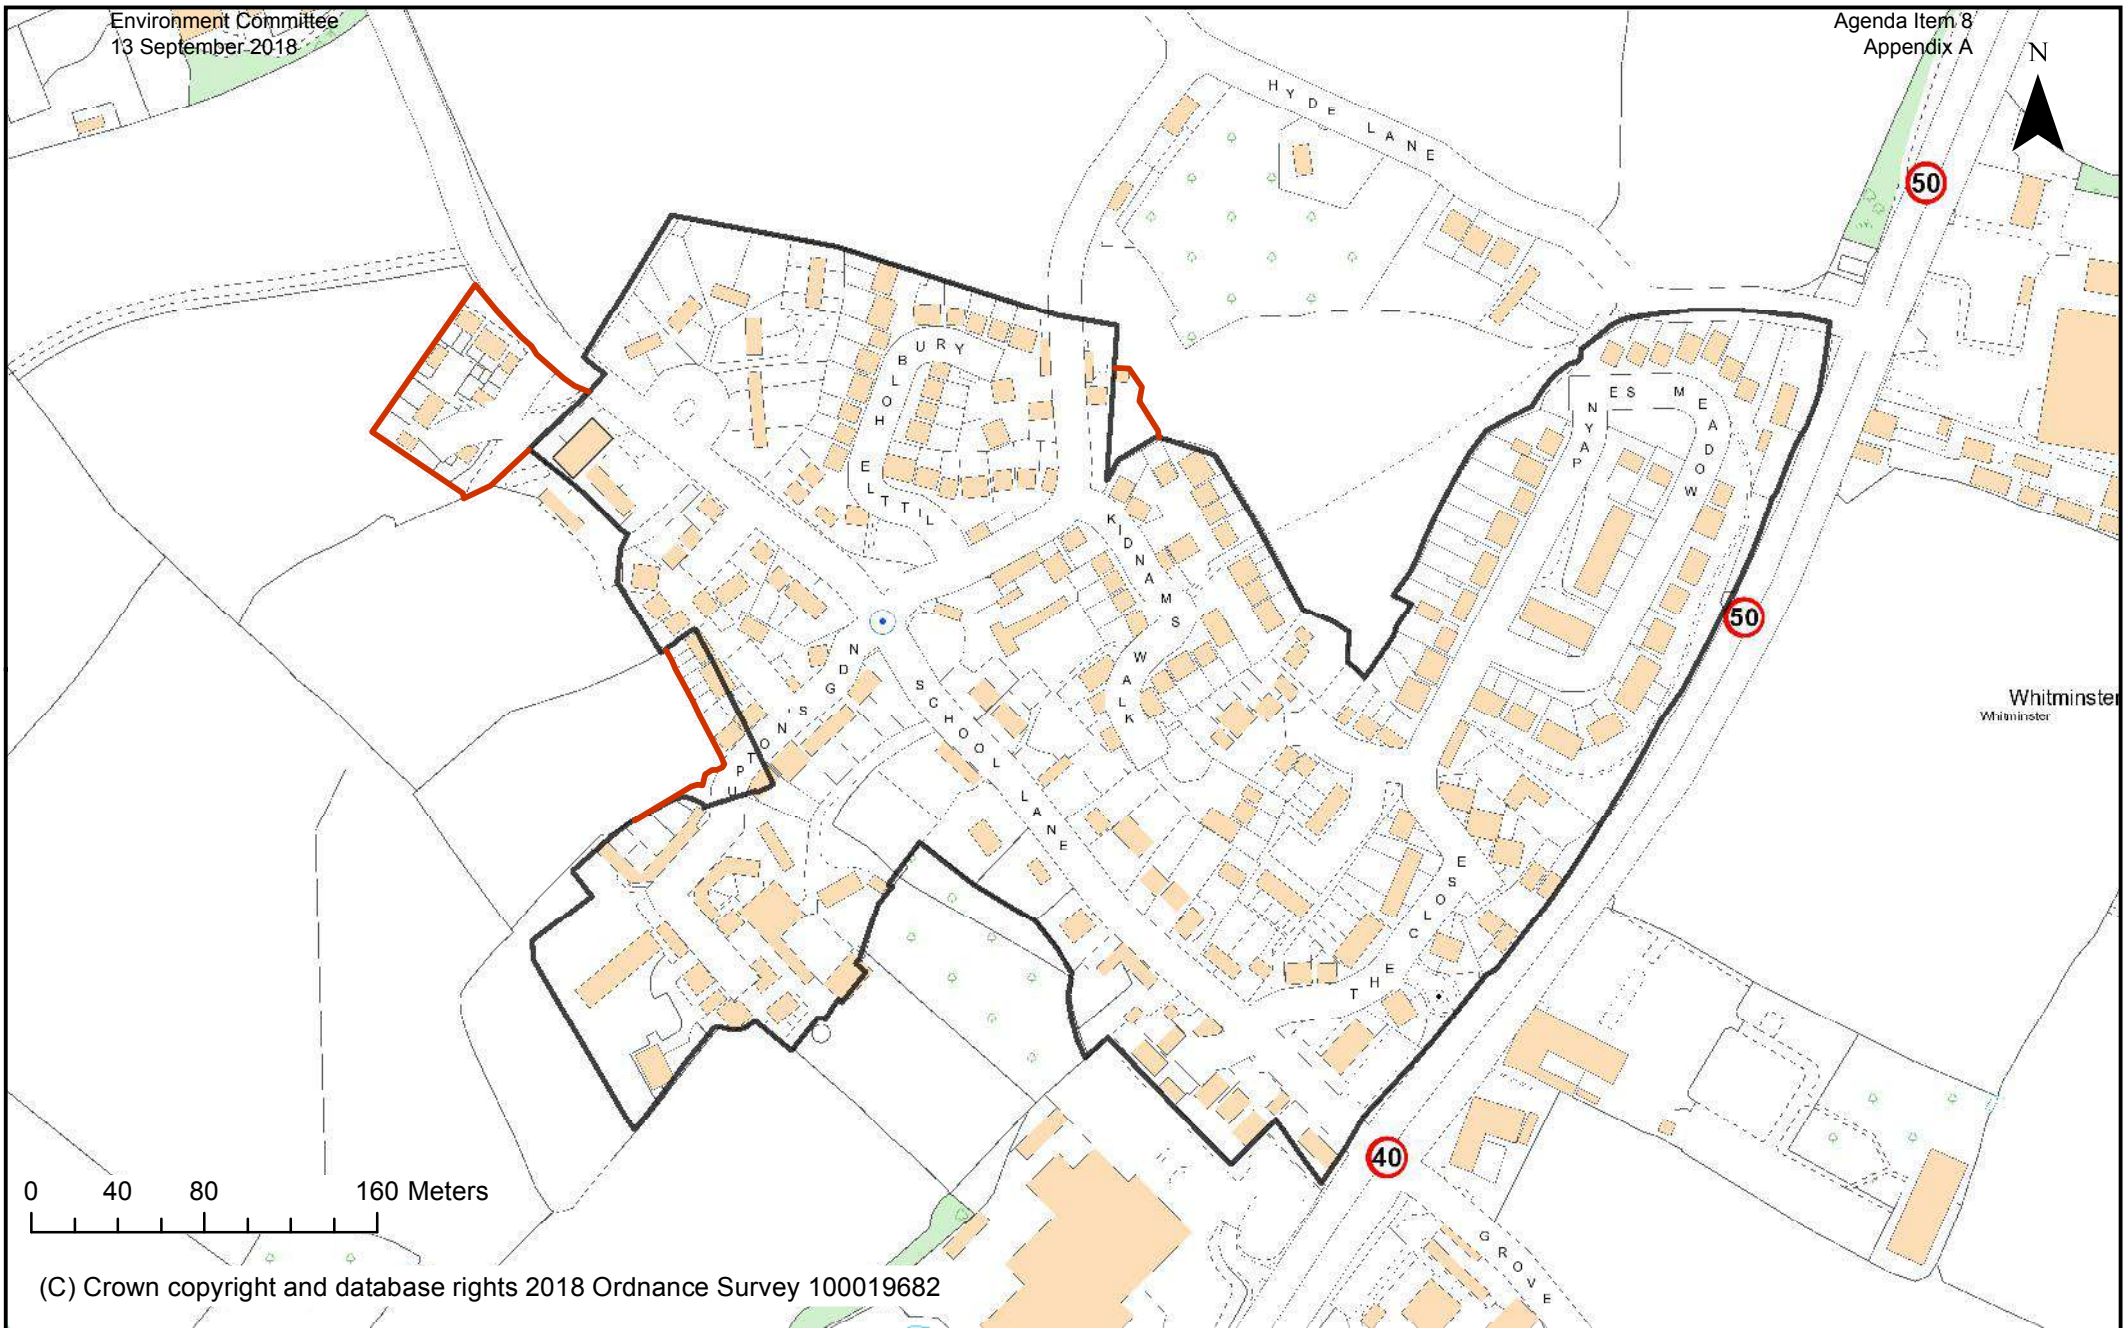 Environment Committee
13 September 2018
Agenda Item 8
Appendix A
N
HYDE LANE
50
LITTLE HOLBURY
PAYNES MEADOW
KIDNAMS WALK
50
UPTONS GDN
SCHOOL LANE
Whitminster
Whitminster
THE CLOSE
40
0 40 80 160 Meters
GROVE
(C) Crown copyright and database rights 2018 Ordnance Survey 100019682